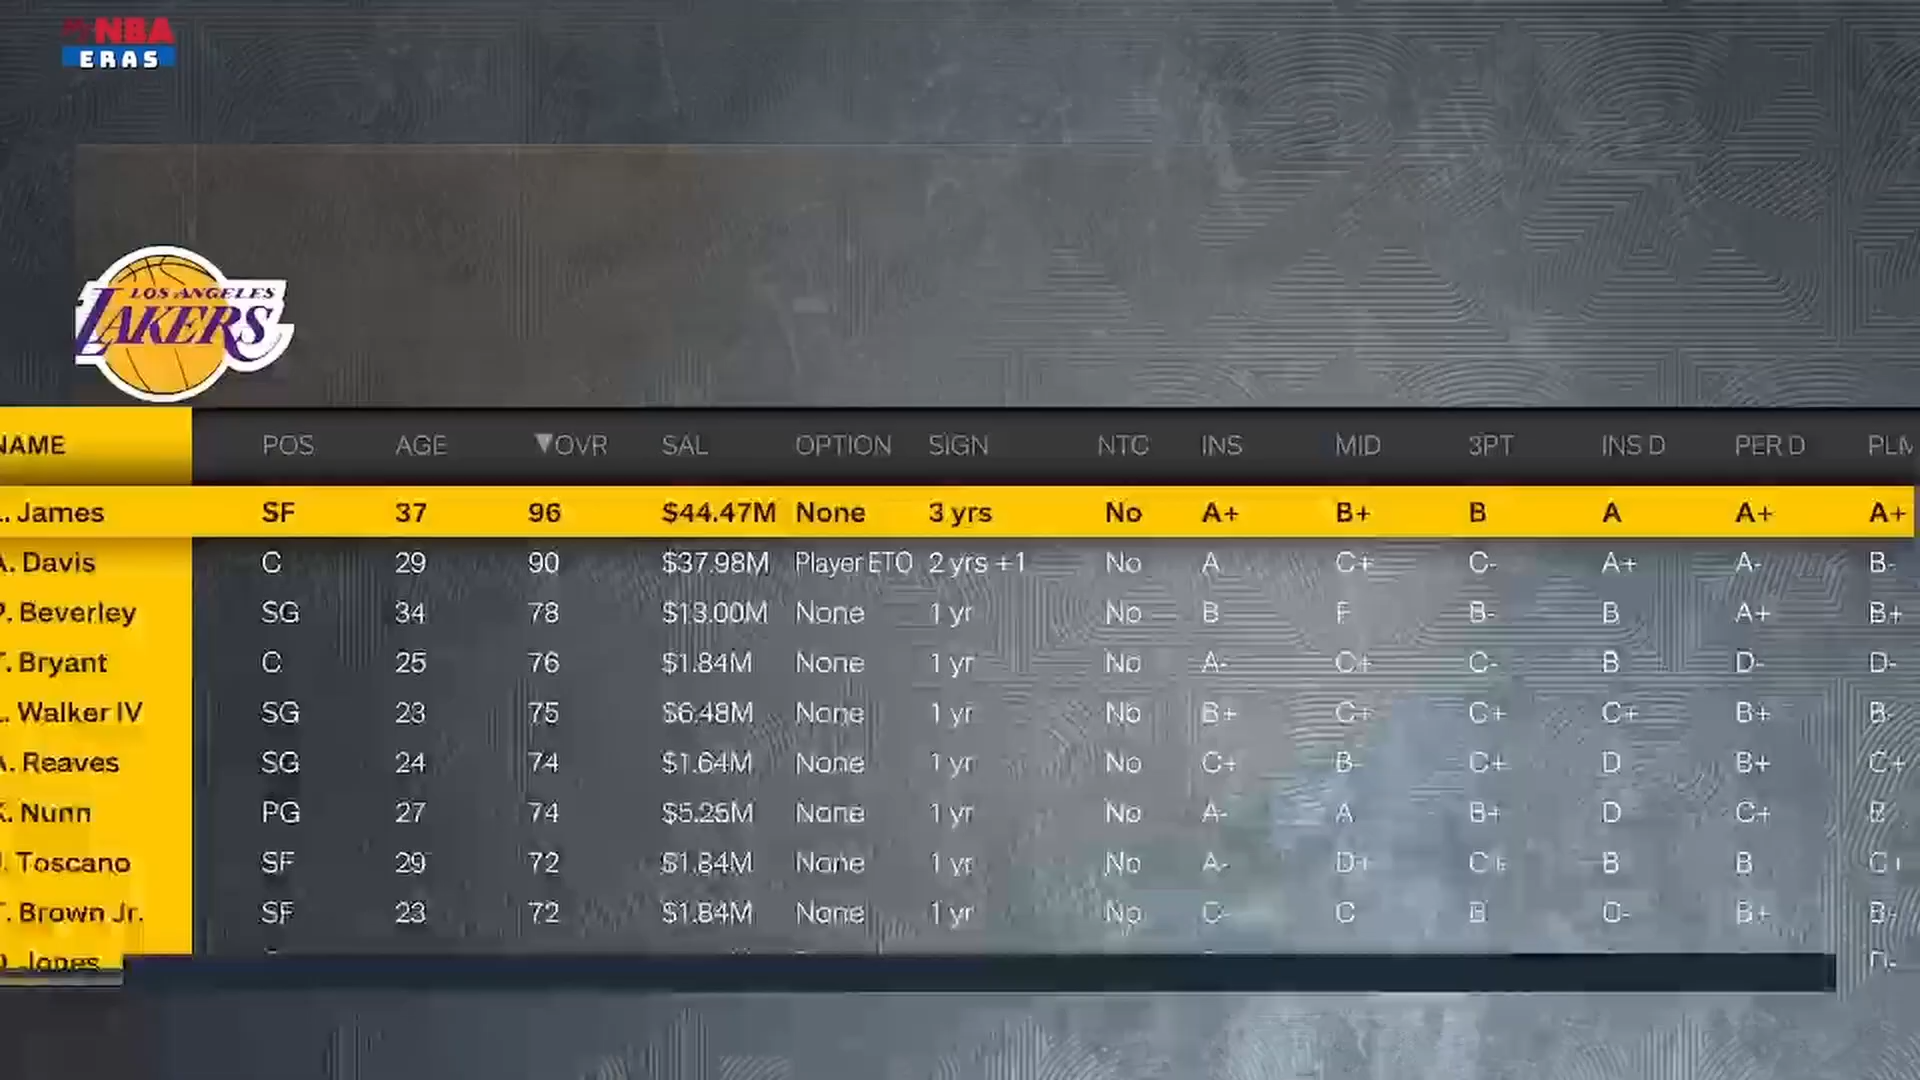 NBA
ERAS
LOS ANGELES
LAKERS
NAME POS AGE ▼OVR SAL OPTION SIGN NTC INS MID 3PT INS D PER D PLM
. James SF 37 96 $44.47M None 3 yrs No A+ B+ B A A+ A+
A. Davis C 29 90 $37.98M Player ETO 2 yrs +1 No A C+ C- A+ A- B-
P. Beverley SG 34 78 $13.00M None 1 yr No B F B- B A+ B+
T. Bryant C 25 76 $1.84M None 1 yr No A- C+ C- B D- D-
. Walker IV SG 23 75 $6.48M None 1 yr No B+ C+ C+ C+ B+ B-
A. Reaves SG 24 74 $1.64M None 1 yr No C+ B- C+ D B+ C+
K. Nunn PG 27 74 $5.25M None 1 yr No A- A B+ D C+
. Toscano SF 29 72 $1.84M None 1 yr No A- D+ C+ B B C+
T. Brown Jr. SF 23 72 $1.84M None 1 yr No C- C B C- B+ B-
. Jones